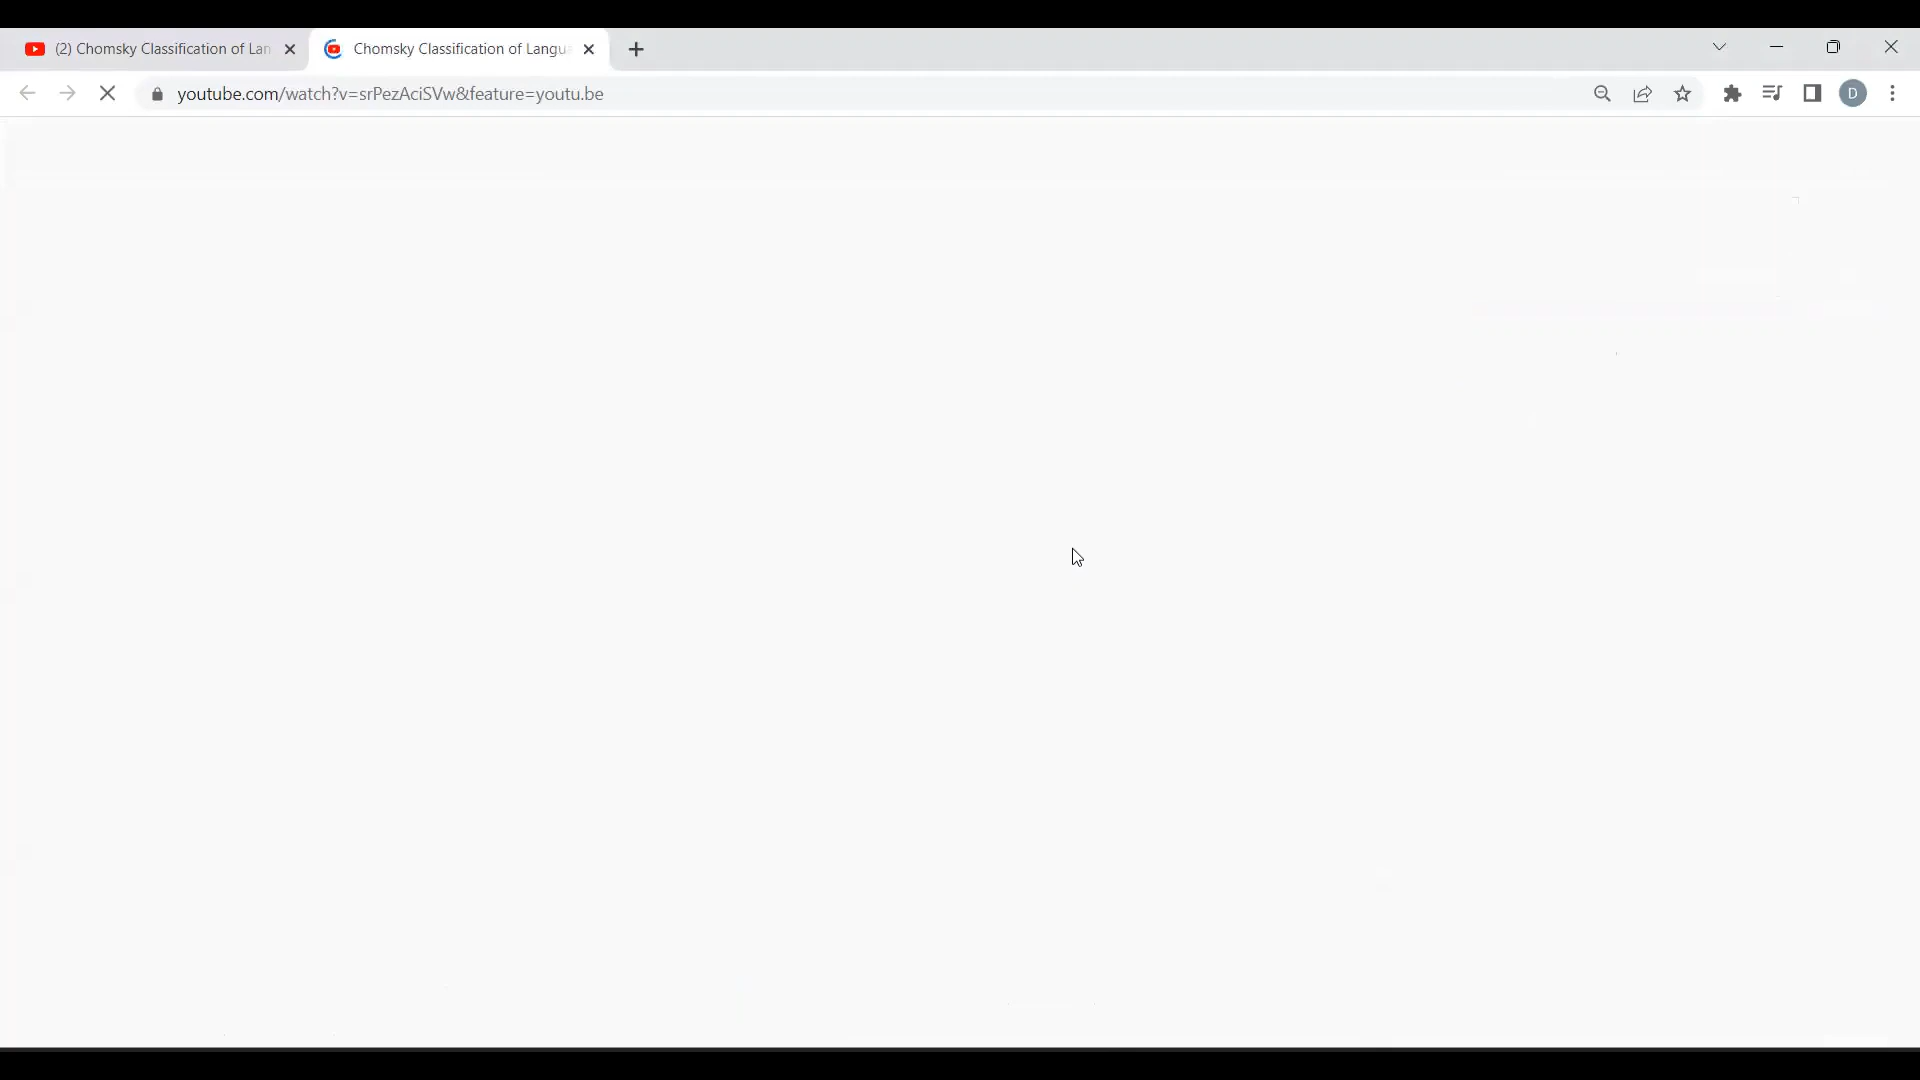 (2) Chomsky Classification of Lan
Chomsky Classification of Langu
youtube.com/watch?v=srPezAciSVw&feature=youtu.be
D